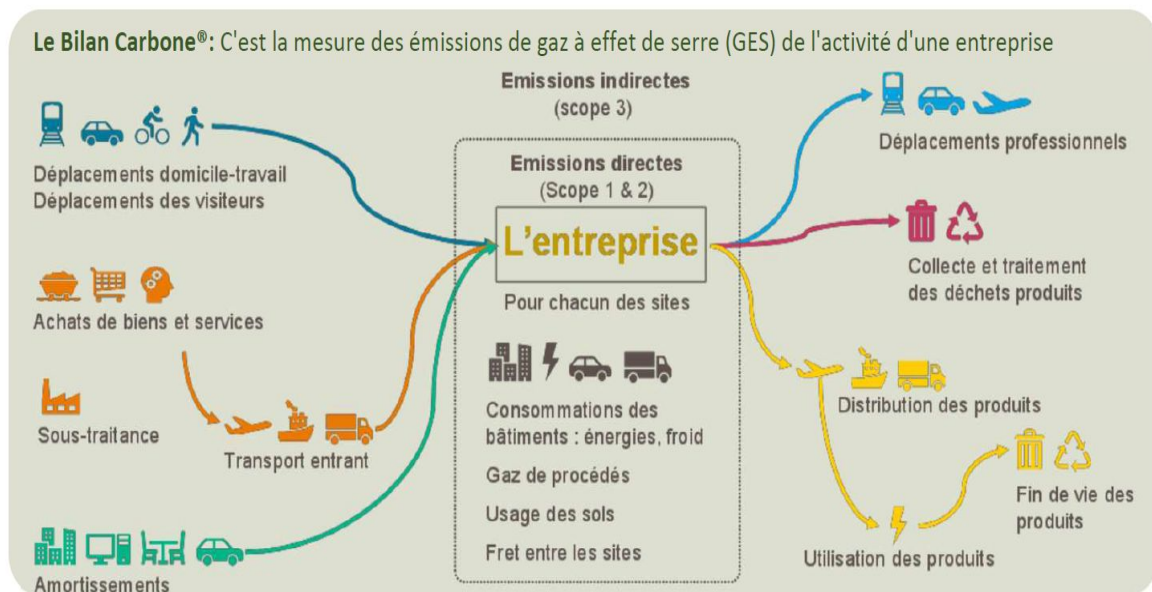 Le Bilan Carbone®: C'est la mesure des émissions de gaz à effet de serre (GES) de l'activité d'une entreprise
Emissions indirectes
(scope 3)
Déplacements domicile-travail
Déplacements des visiteurs
Achats de biens et services
Sous-traitance
Transport entrant
Amortissements
Emissions directes
(Scope 1 & 2)
L'entreprise
Pour chacun des sites
Consommations des
bâtiments : énergies, froid
Gaz de procédés
Usage des sols
Fret entre les sites
Déplacements professionnels
Collecte et traitement
des déchets produits
Distribution des produits
Utilisation des produits
Fin de vie des
produits